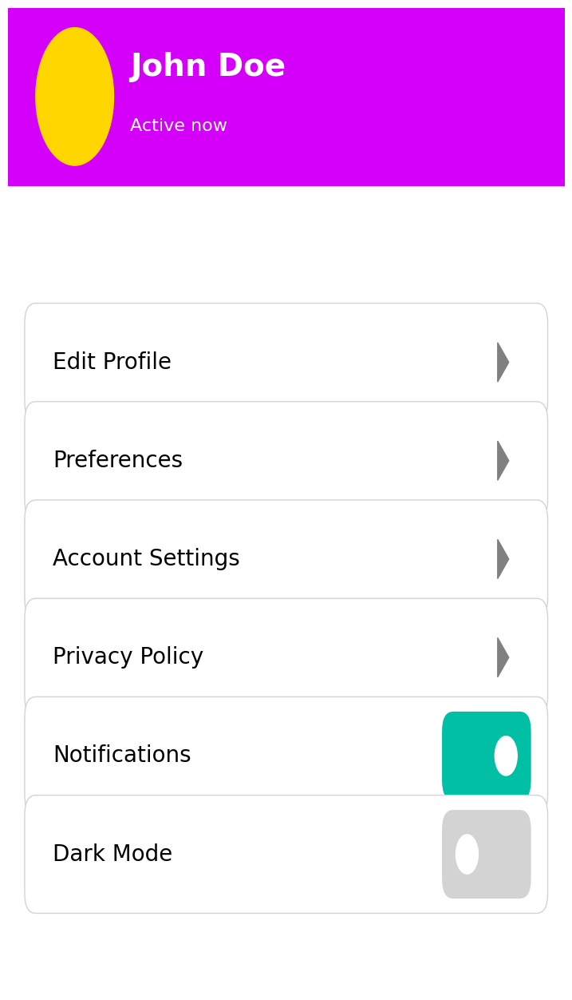 John Doe
Active now
Edit Profile
Preferences
Account Settings
Privacy Policy
Notifications
Dark Mode